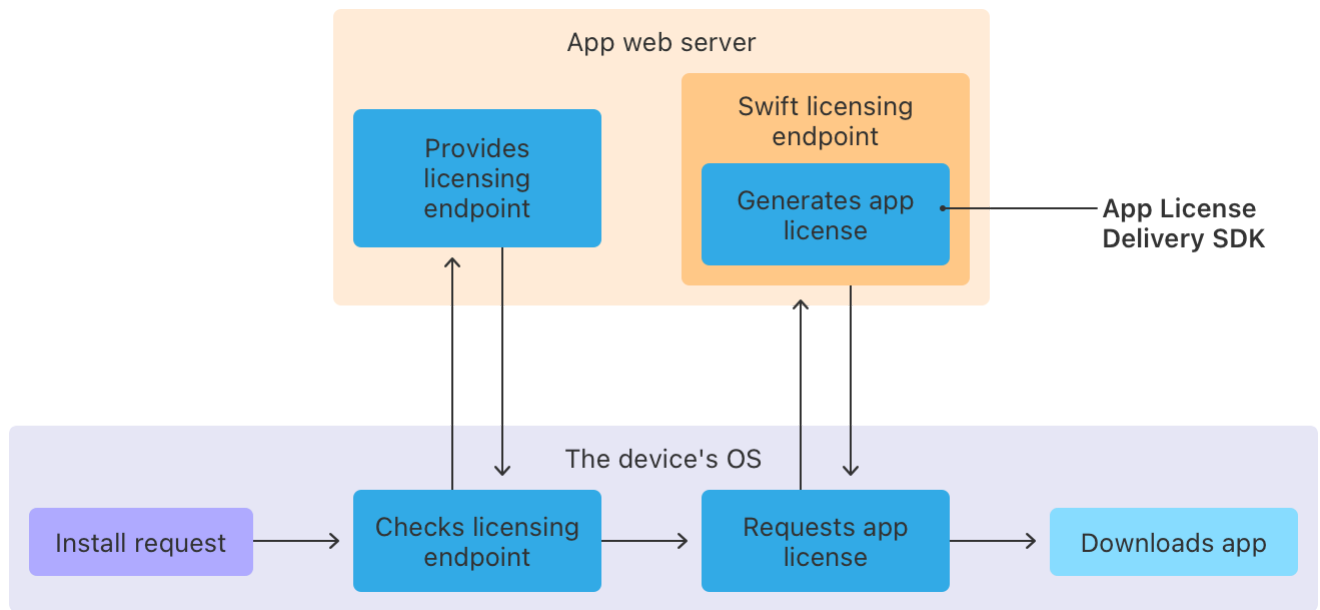 App web server
Provides
licensing
endpoint
Swift licensing
endpoint
Generates app
license
App License
Delivery SDK
The device's OS
Install request
Checks licensing
endpoint
Requests app
license
Downloads app